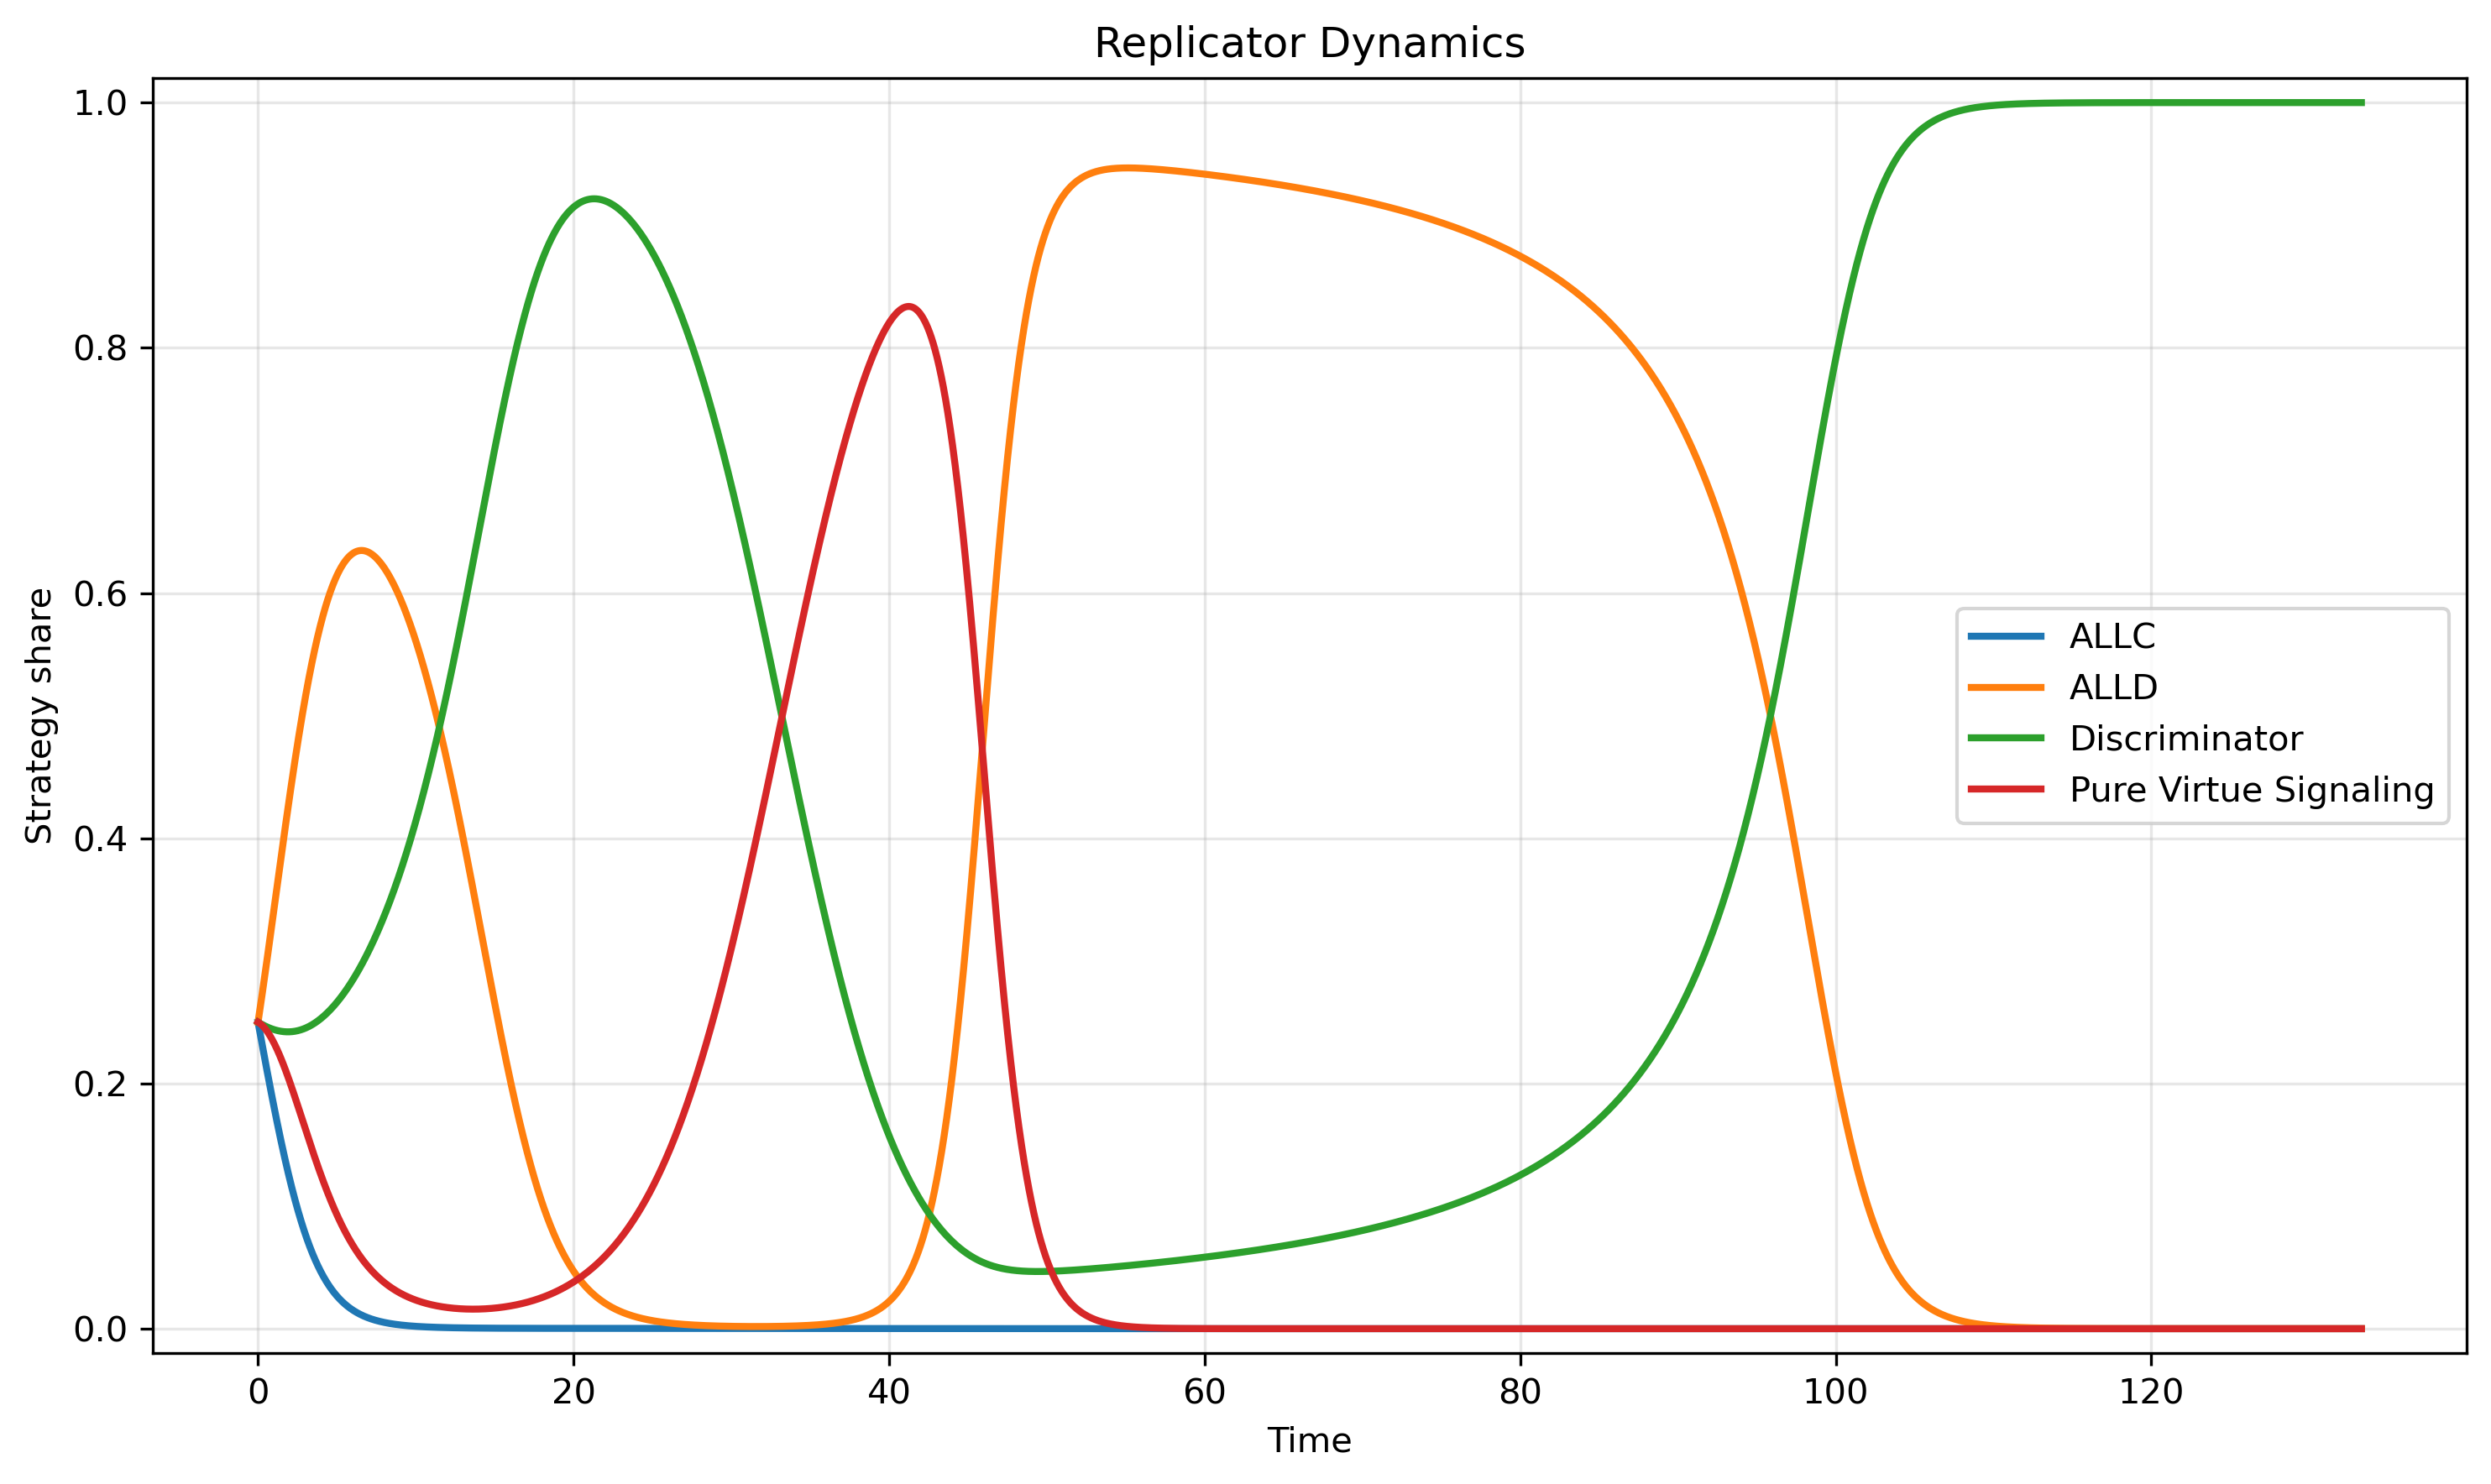 Replicator Dynamics
1.0
0.8
0.6
0.4
0.2
0.0
Strategy share
ALLC
ALLD
Discriminator
Pure Virtue Signaling
0 20 40 60 80 100 120
Time